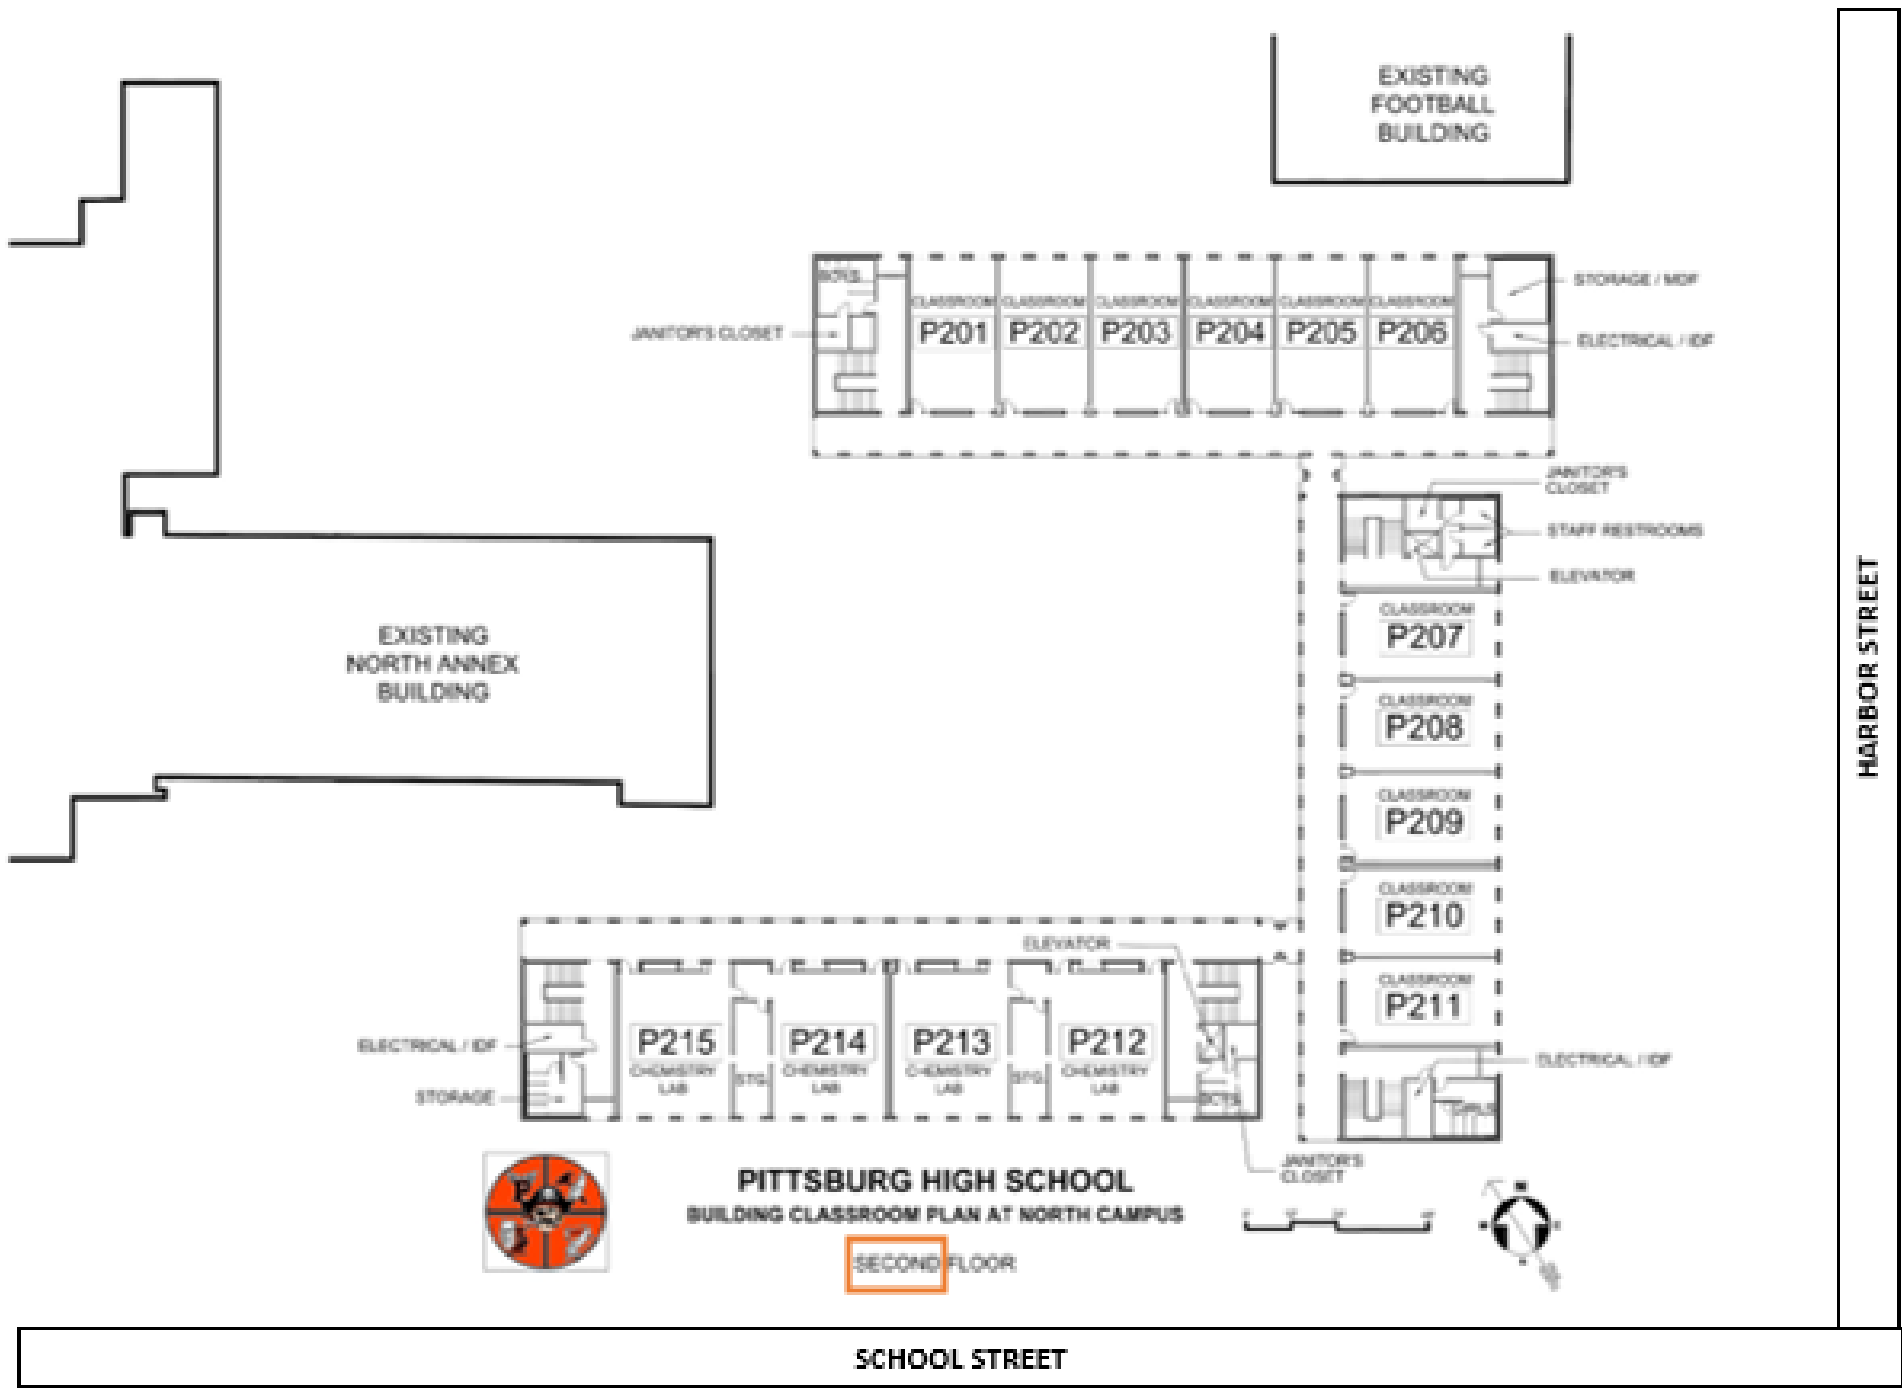 EXISTING
FOOTBALL
BUILDING
BOYS
STORAGE / MDF
CLASSROOM
P201
CLASSROOM
P202
CLASSROOM
P203
CLASSROOM
P204
CLASSROOM
P205
CLASSROOM
P206
JANITOR'S CLOSET
ELECTRICAL / IDF
JANITOR'S
CLOSET
STAFF RESTROOMS
ELEVATOR
CLASSROOM
P207
EXISTING
NORTH ANNEX
BUILDING
HARBOR STREET
CLASSROOM
P208
CLASSROOM
P209
CLASSROOM
P210
ELEVATOR
CLASSROOM
P211
ELECTRICAL / IDF
P215
CHEMISTRY
LAB
STG.
P214
CHEMISTRY
LAB
P213
CHEMISTRY
LAB
STG.
P212
CHEMISTRY
LAB
ELECTRICAL / IDF
STORAGE
BOYS
GIRLS
JANITOR'S
CLOSET
PITTSBURG HIGH SCHOOL
BUILDING CLASSROOM PLAN AT NORTH CAMPUS
SECOND FLOOR
P
N
SCHOOL STREET